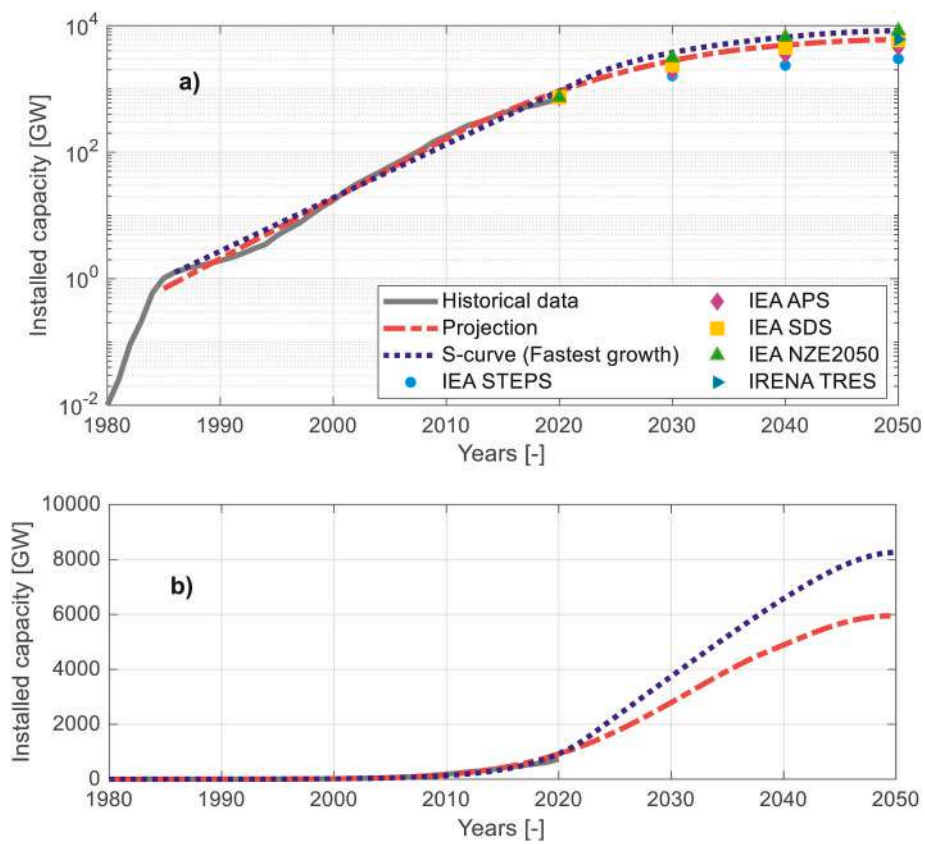 10^4
a)
10^2
10^0
10^-2
Installed capacity [GW]
Historical data
Projection
S-curve (Fastest growth)
IEA STEPS
IEA APS
IEA SDS
IEA NZE2050
IRENA TRES
1980 1990 2000 2010 2020 2030 2040 2050
Years [-]
10000
b)
8000
6000
4000
2000
0
Installed capacity [GW]
1980 1990 2000 2010 2020 2030 2040 2050
Years [-]